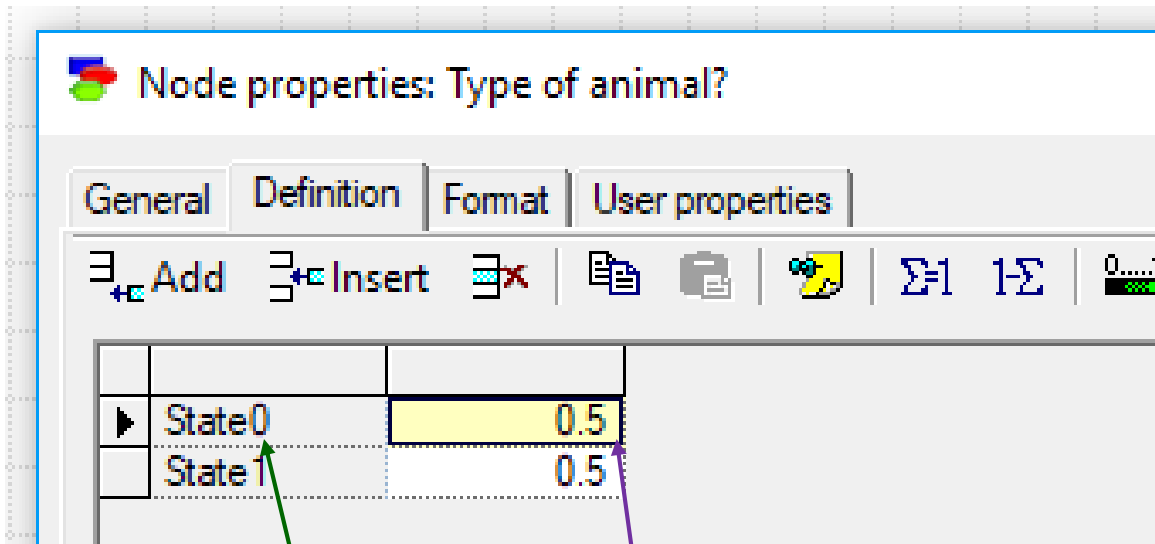 Node properties: Type of animal?
General Definition Format User properties
Add Insert Σ=1 1-Σ
State0 0.5
State1 0.5